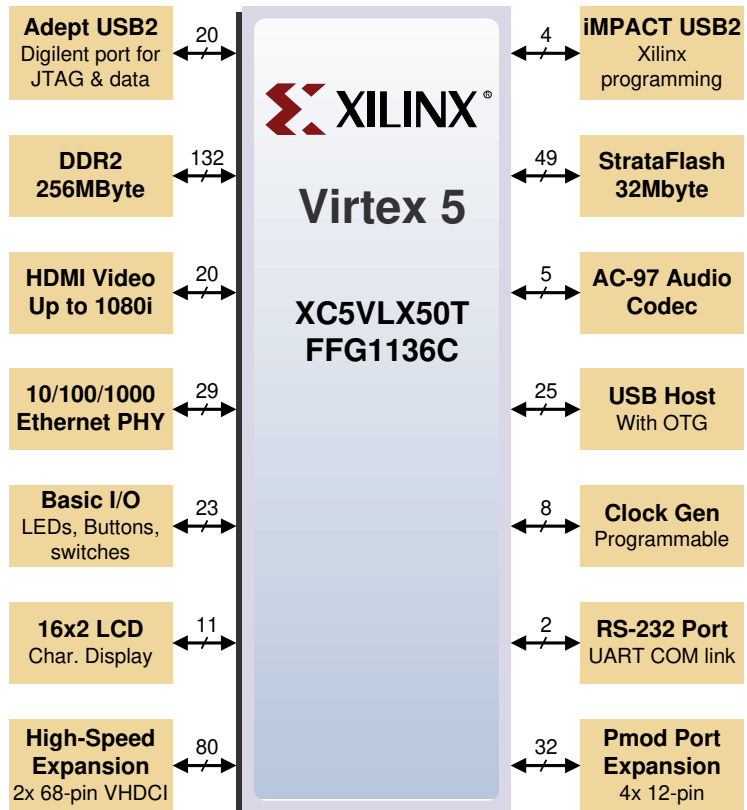 Adept USB2
Digilent port for
JTAG & data
20
DDR2
256MByte
132
HDMI Video
Up to 1080i
20
10/100/1000
Ethernet PHY
29
Basic I/O
LEDs, Buttons,
switches
23
16x2 LCD
Char. Display
11
High-Speed
Expansion
2x 68-pin VHDCI
80
XILINX®
Virtex 5
XC5VLX50T
FFG1136C
4
iMPACT USB2
Xilinx
programming
49
StrataFlash
32Mbyte
5
AC-97 Audio
Codec
25
USB Host
With OTG
8
Clock Gen
Programmable
2
RS-232 Port
UART COM link
32
Pmod Port
Expansion
4x 12-pin